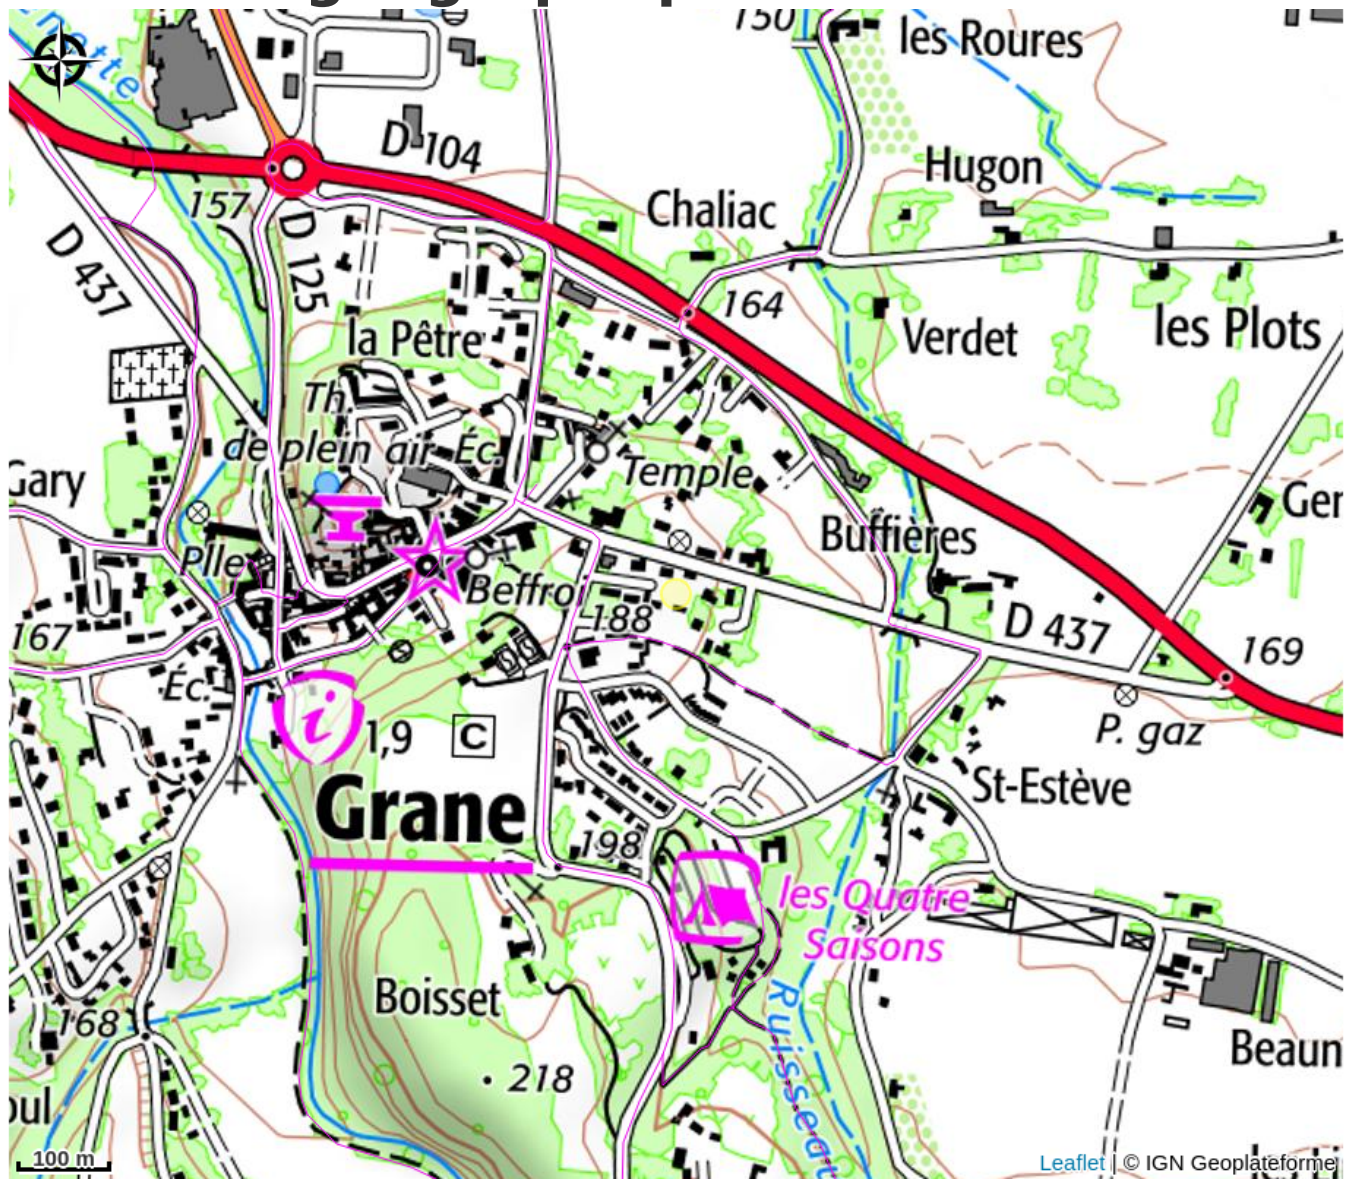 150
les Roures
D 104
Hugon
157
Chaliac
D 437
D 125
164
la Pêtre
Verdet
les Plots
Th.
de plein air
Éc.
Temple
Gary
Buffières
Plle
Beffroi
188
D 437
167
169
Éc.
1,9
C
P. gaz
St-Estève
Grane
198
les Quatre
Saisons
Boisset
168
Ruisseau
Beaun
218
100 m
Leaflet | © IGN Geoplateforme